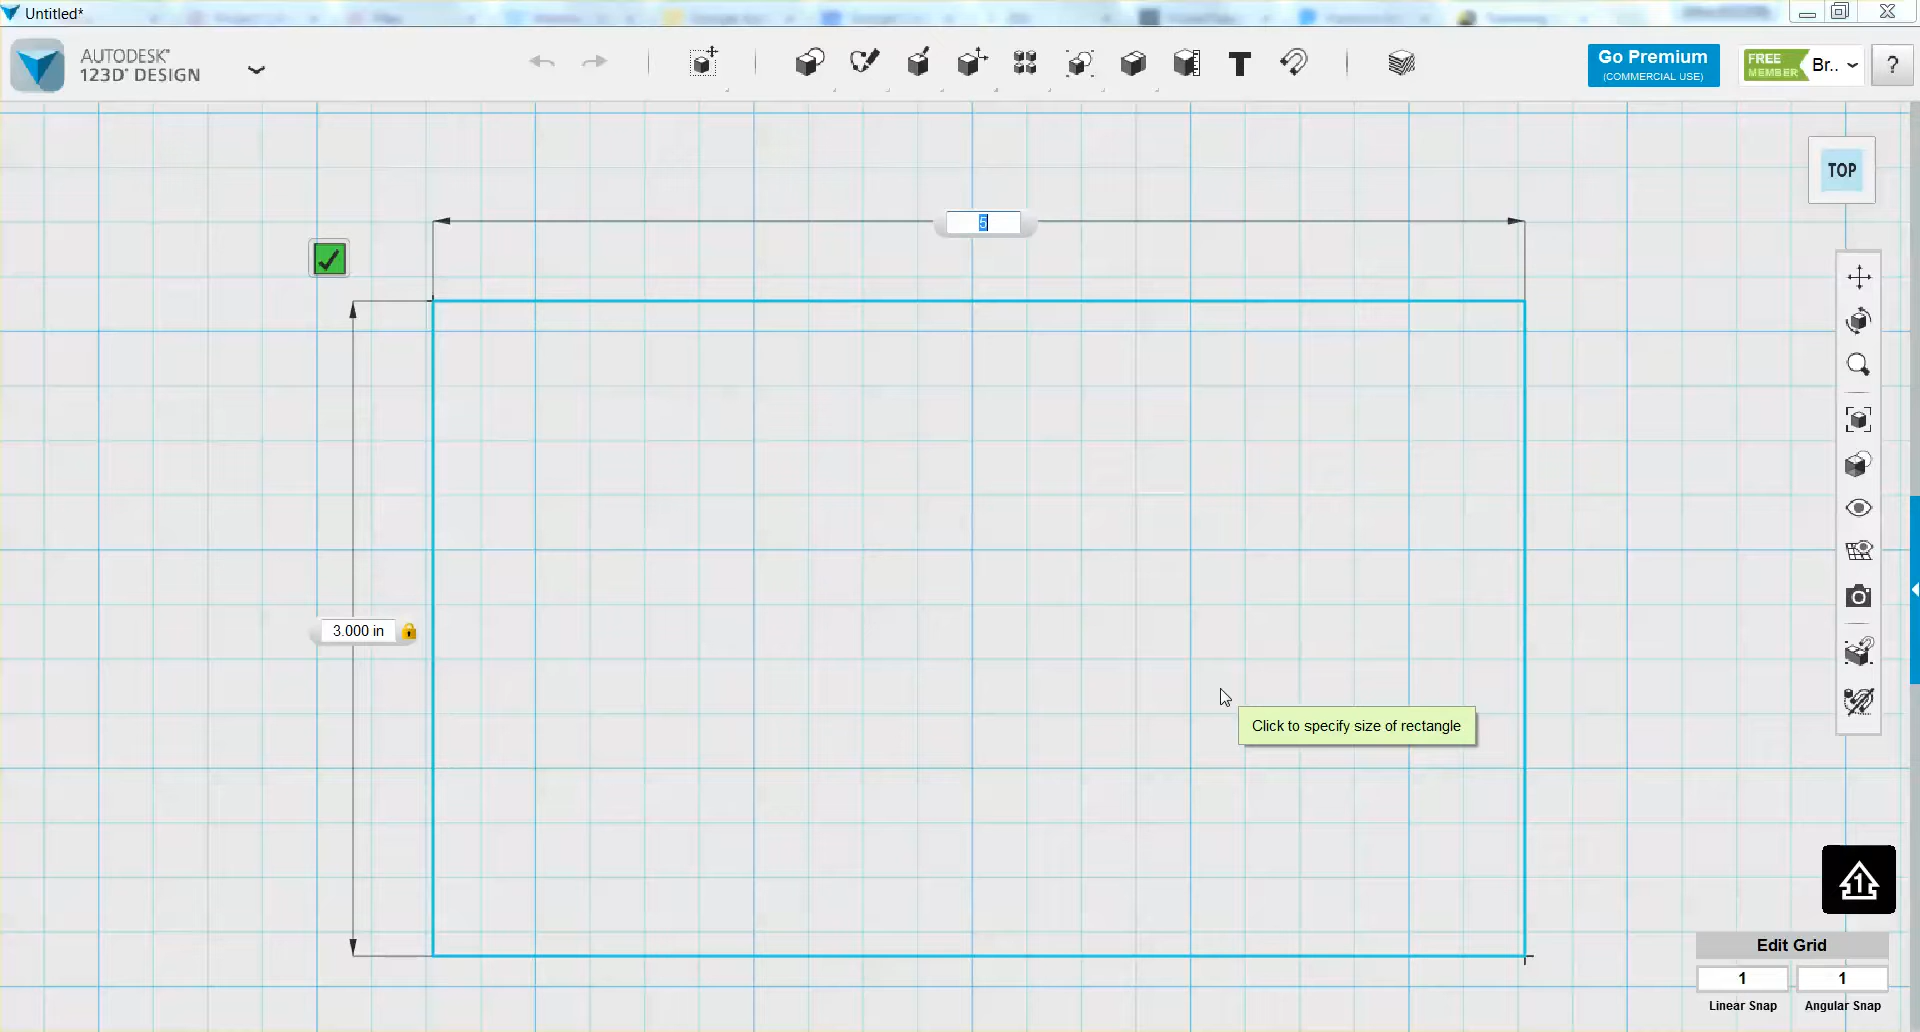 Untitled*
AUTODESK®
123D® DESIGN
T
Go Premium
(COMMERCIAL USE)
FREE
MEMBER
Br..
?
TOP
5
3.000 in
Click to specify size of rectangle
1
Edit Grid
1
1
Linear Snap
Angular Snap